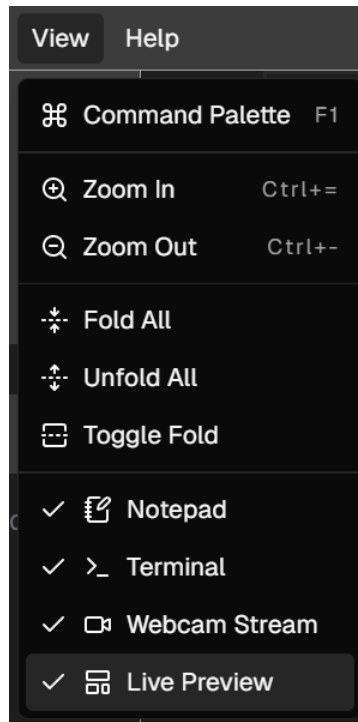 View Help
Command Palette F1
Zoom In Ctrl+=
Zoom Out Ctrl+-
Fold All
Unfold All
Toggle Fold
Notepad
Terminal
Webcam Stream
Live Preview